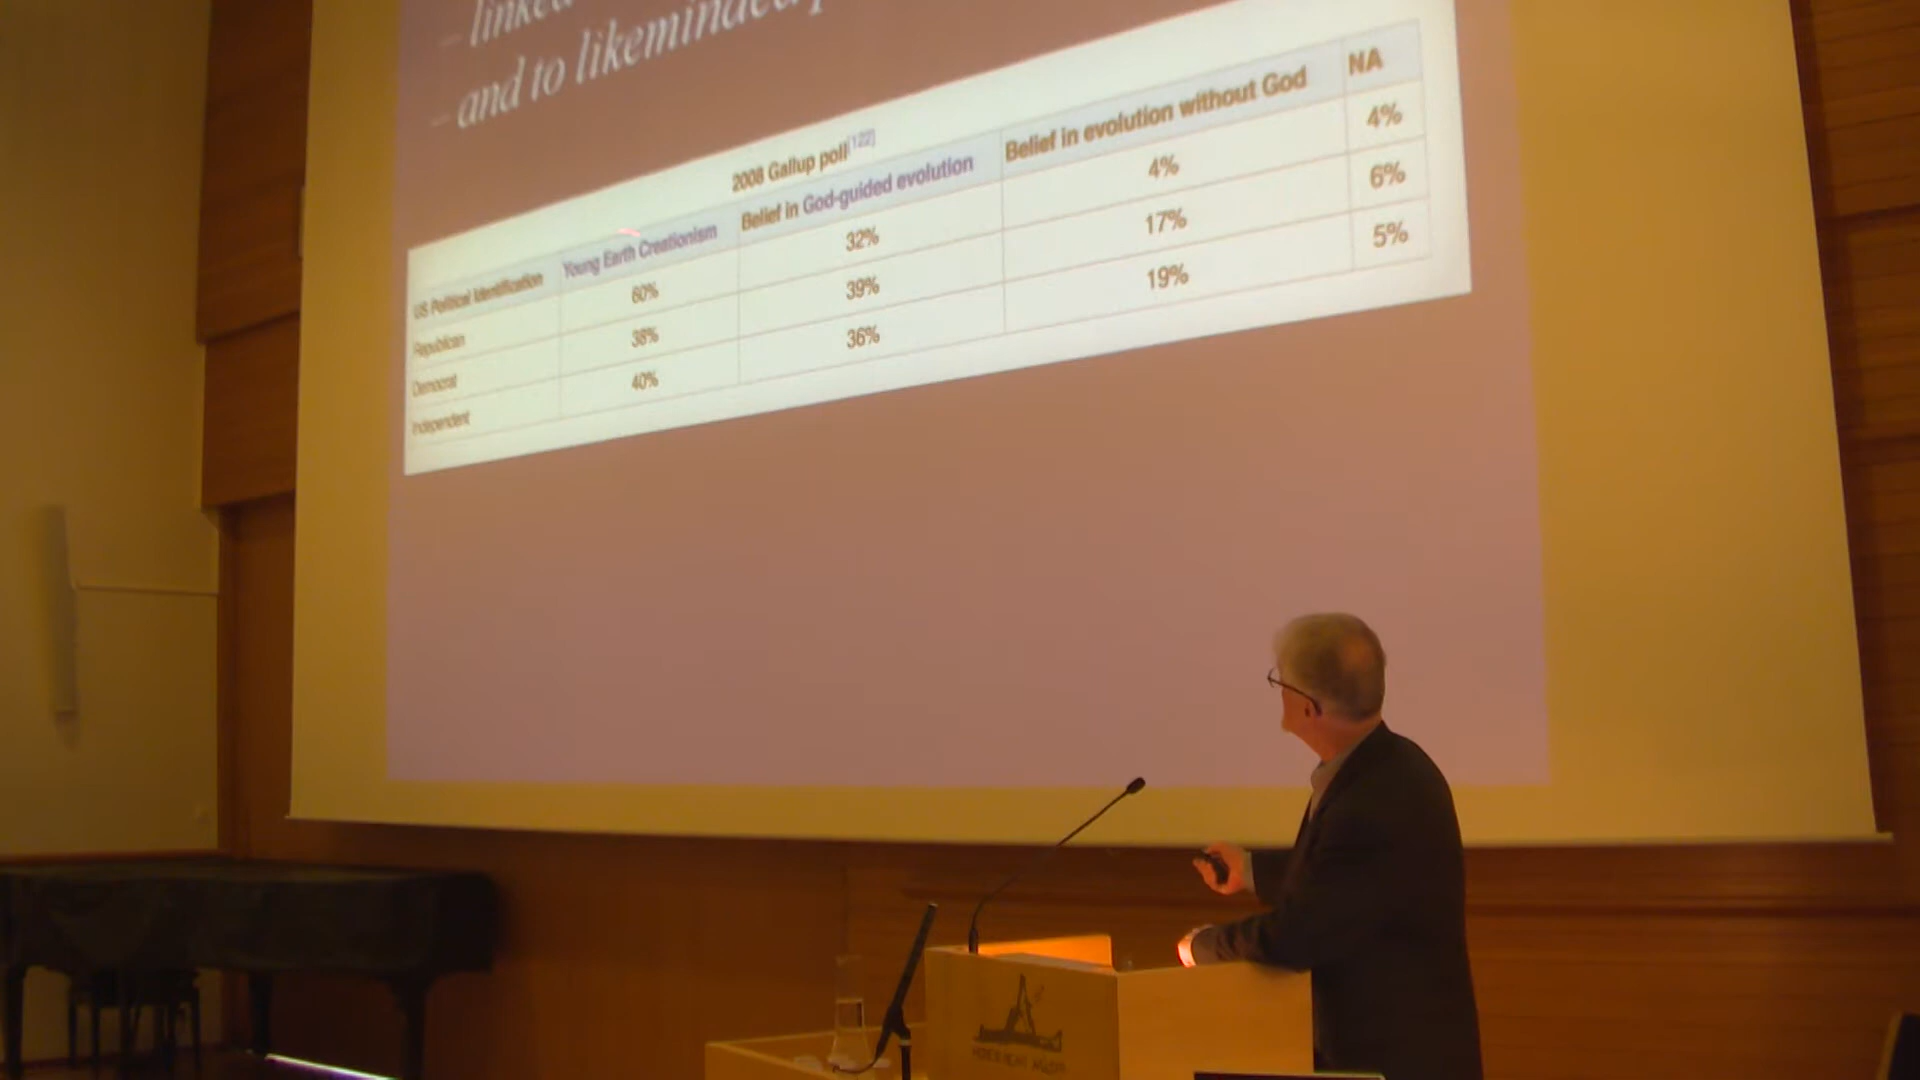 – linked
– and to likeminded
2008 Gallup poll[122]
US Political Identification Young Earth Creationism Belief in God-guided evolution Belief in evolution without God NA
Republican 60% 32% 4% 4%
Democrat 38% 39% 17% 6%
Independent 40% 36% 19% 5%